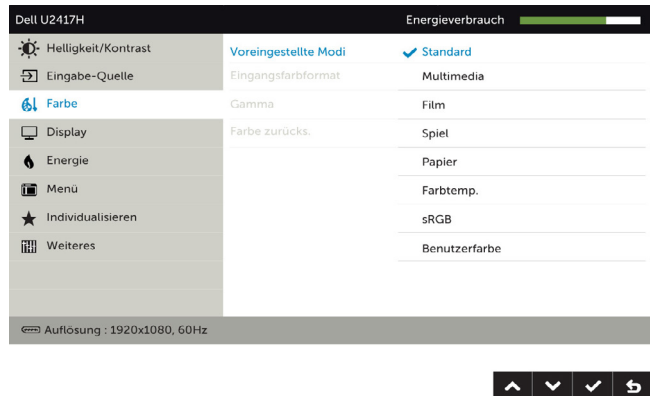 Dell U2417H Energieverbrauch
Helligkeit/Kontrast Voreingestellte Modi Standard
Eingabe-Quelle Eingangsfarbformat Multimedia
Farbe Gamma Film
Display Farbe zurücks. Spiel
Energie Papier
Menü Farbtemp.
Individualisieren sRGB
Weiteres Benutzerfarbe
Auflösung : 1920x1080, 60Hz